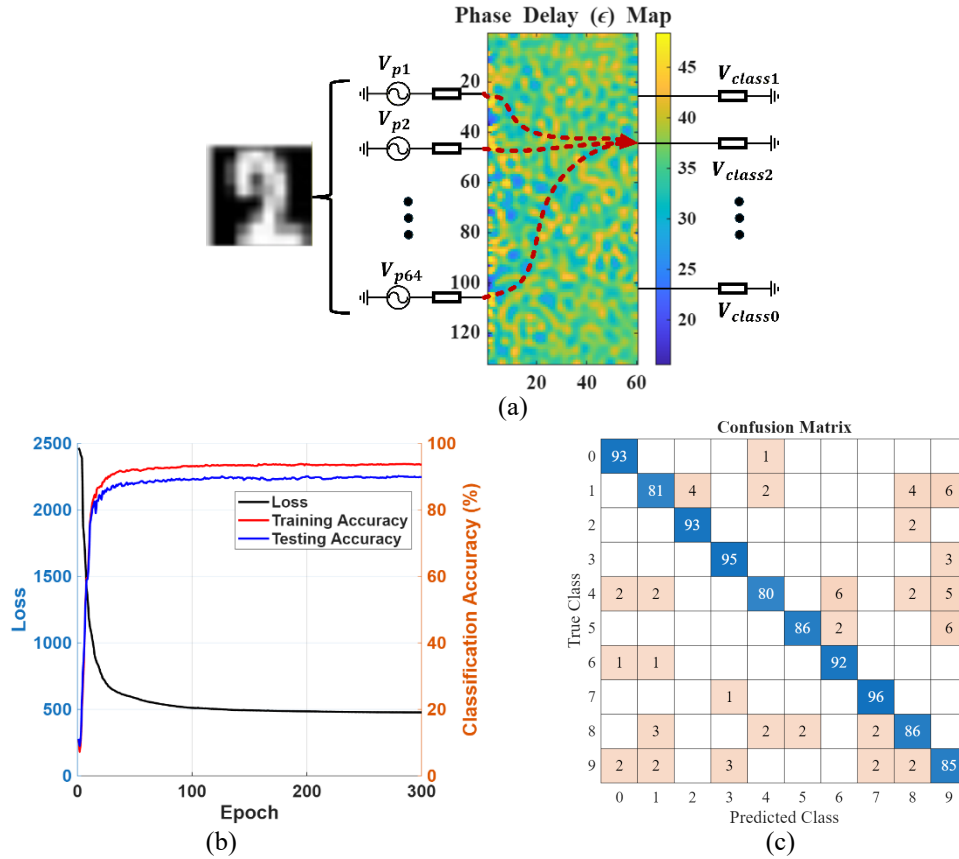 Phase Delay (ϵ) Map
V_p1
V_p2
V_p64
20
40
60
80
100
120
20 40 60
45
40
35
30
25
20
V_class1
V_class2
V_class0
(a)
2500
2000
1500
1000
500
0
Loss
100
80
60
40
20
0
Classification Accuracy (%)
Loss
Training Accuracy
Testing Accuracy
0 100 200 300
Epoch
(b)
Confusion Matrix
True Class
0 93 1
1 81 4 2 4 6
2 93 2
3 95 3
4 2 2 80 6 2 5
5 86 2 6
6 1 1 92
7 1 96
8 3 2 2 2 86
9 2 2 3 2 2 85
0 1 2 3 4 5 6 7 8 9
Predicted Class
(c)